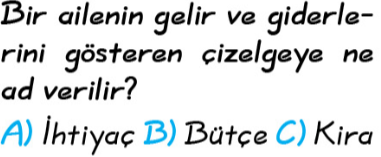 Bir ailenin gelir ve giderle-
rini gösteren çizelgeye ne
ad verilir?
A) İhtiyaç B) Bütçe C) Kira